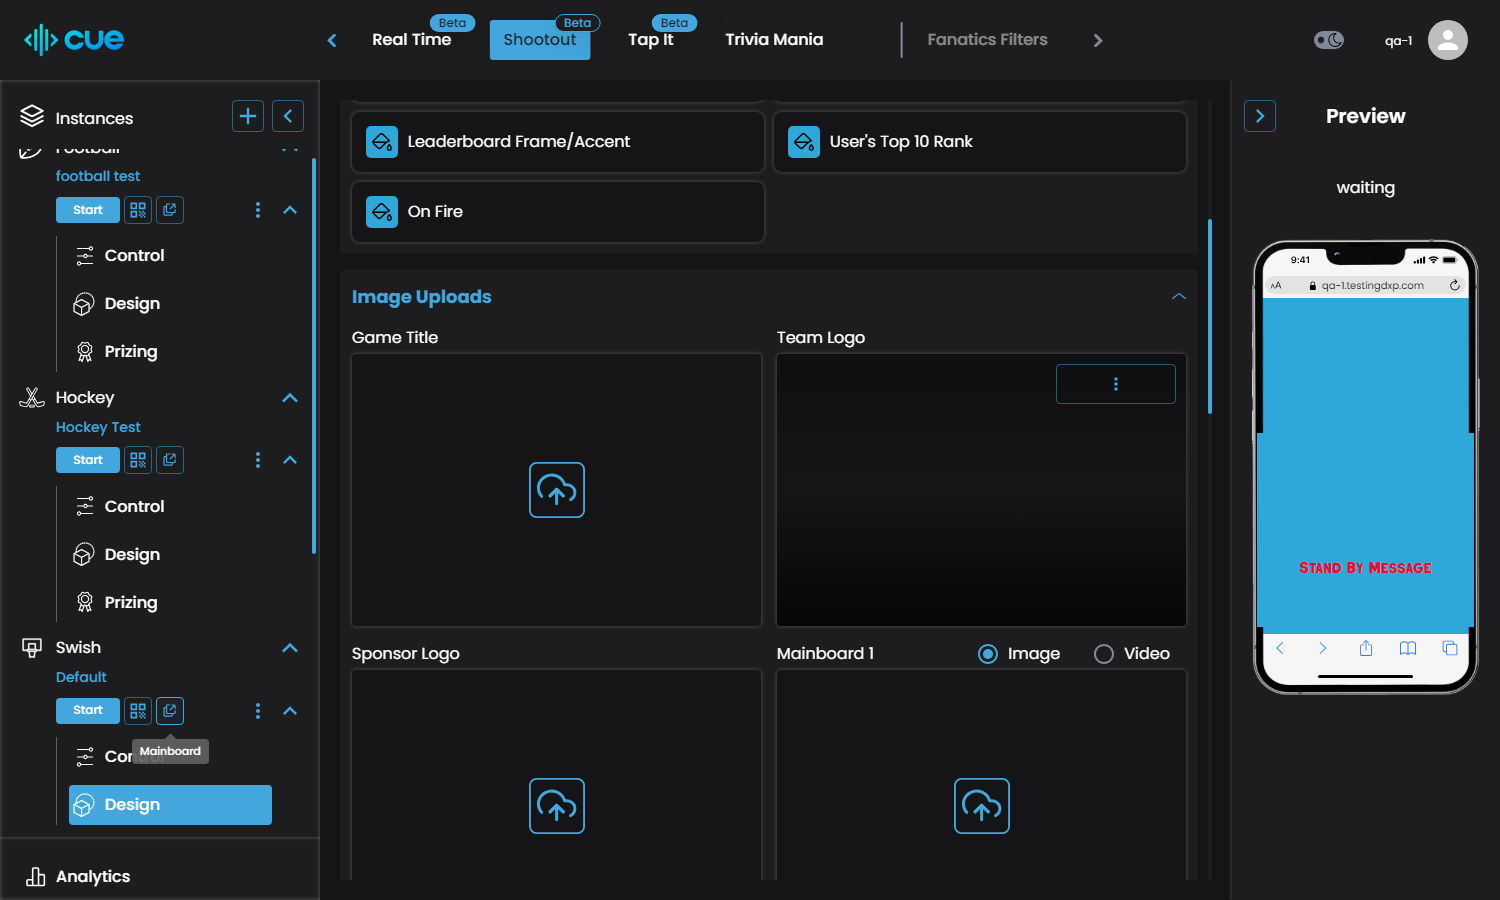 cue
Real Time
Beta
Shootout
Beta
Tap It
Beta
Trivia Mania
Fanatics Filters
qa-1
Instances
Football
football test
Start
Control
Design
Prizing
Hockey
Hockey Test
Start
Control
Design
Prizing
Swish
Default
Start
Mainboard
Control
Design
Analytics
Leaderboard Frame/Accent
User's Top 10 Rank
On Fire
Image Uploads
Game Title
Team Logo
Sponsor Logo
Mainboard 1
Image
Video
Preview
waiting
9:41
AA
qa-1.testingdxp.com
Stand By Message